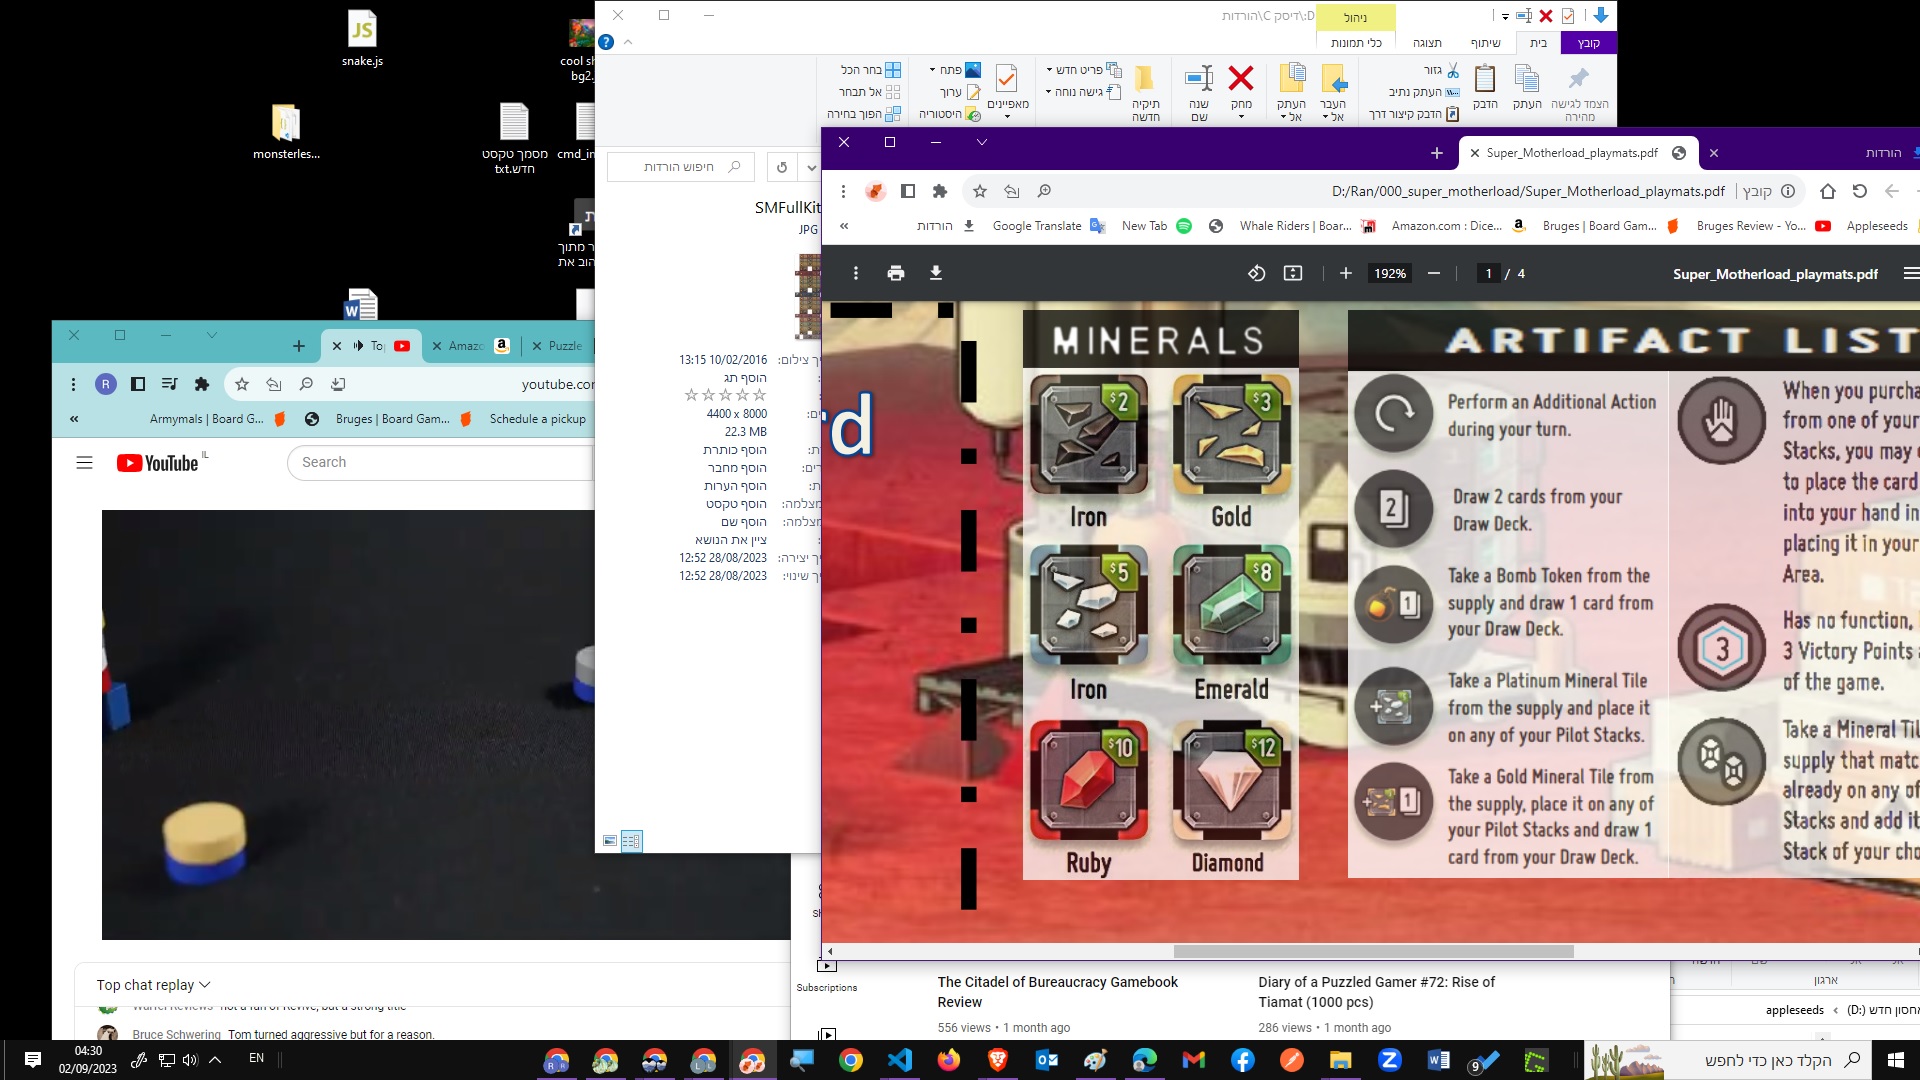 snake.js
cool sh
bg2.
monsterles...
מסמך טקסט
חדש.txt
cmd_in
ר מתוך
הוב את
D:\דיסק C\הורדות
ניהול
קובץ
בית
שיתוף
תצוגה
כלי תמונות
הצמד לגישה
מהירה
העתק
הדבק
גזור
העתק נתיב
הדבק קיצור דרך
העבר
אל
העתק
אל
מחק
שנה
שם
תיקיה
חדשה
פריט חדש
גישה נוחה
מאפיינים
פתח
ערוך
היסטוריה
בחר הכל
אל תבחר
הפוך בחירה
חיפוש הורדות
SMFullKit
JPG
ך צילום: 13:15 10/02/2016
הוסף תג
4400 x 8000
22.3 MB
הוסף כותרת
הוסף מחבר
הוסף הערות
מצלמה: הוסף טקסט
מצלמה: הוסף שם
ציין את הנושא
ך יצירה: 12:52 28/08/2023
ך שינוי: 12:52 28/08/2023
Super_Motherload_playmats.pdf
הורדות
D:/Ran/000_super_motherload/Super_Motherload_playmats.pdf
קובץ
הורדות
Google Translate
New Tab
Whale Riders | Boar...
Amazon.com : Dice...
Bruges | Board Gam...
Bruges Review - Yo...
Appleseeds
192%
1 / 4
Super_Motherload_playmats.pdf
rd
MINERALS
$2
$3
Iron
Gold
$5
$8
Iron
Emerald
$10
$12
Ruby
Diamond
ARTIFACT LIST
Perform an Additional Action
during your turn.
2
Draw 2 cards from your
Draw Deck.
1
Take a Bomb Token from the
supply and draw 1 card from
your Draw Deck.
Take a Platinum Mineral Tile
from the supply and place it
on any of your Pilot Stacks.
1
Take a Gold Mineral Tile from
the supply, place it on any of
your Pilot Stacks and draw 1
card from your Draw Deck.
When you purcha
from one of your
Stacks, you may
to place the card
into your hand in
placing it in your
Area.
3
Has no function,
3 Victory Points
of the game.
Take a Mineral Til
supply that matc
already on any of
Stacks and add it
Stack of your cho
To
Amaz
Puzzle
youtube.com
Armymals | Board G...
Bruges | Board Gam...
Schedule a pickup
YouTube
IL
Search
Top chat replay
Warrel Reviews not a fan of Revive, but a strong title
Bruce Schwering Tom turned aggressive but for a reason.
Sh
Subscriptions
The Citadel of Bureaucracy Gamebook
Review
556 views • 1 month ago
Diary of a Puzzled Gamer #72: Rise of
Tiamat (1000 pcs)
286 views • 1 month ago
ארגון
אחסון חדש (D:) › appleseeds
04:30
02/09/2023
EN
9
הקלד כאן כדי לחפש